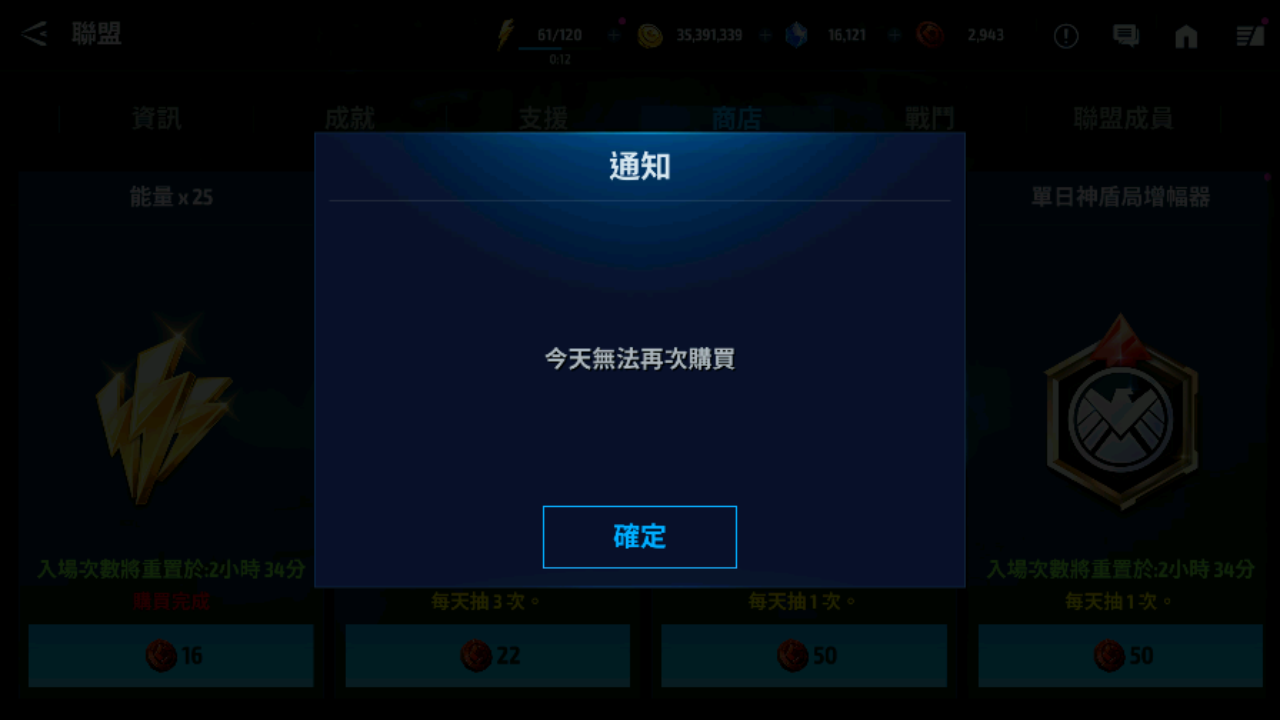 聯盟
61/120
0:12
35,391,339
16,121
2,943
資訊
成就
支援
商店
戰鬥
聯盟成員
通知
能量 x 25
單日神盾局增幅器
今天無法再次購買
確定
入場次數將重置於:2小時 34分
入場次數將重置於:2小時 34分
購買完成
每天抽 3 次。
每天抽 1 次。
每天抽 1 次。
16
22
50
50